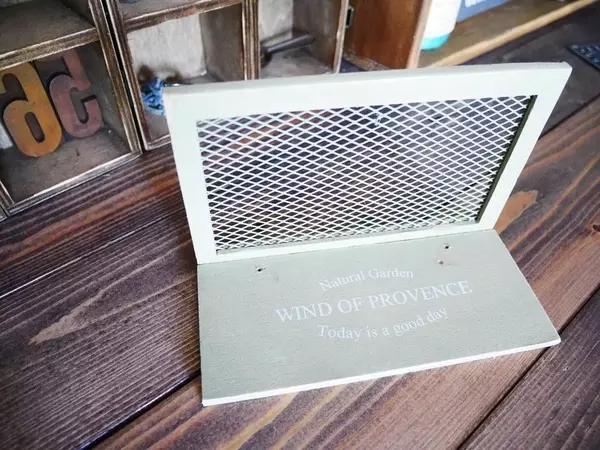 Natural Garden
WIND OF PROVENCE
Today is a good day